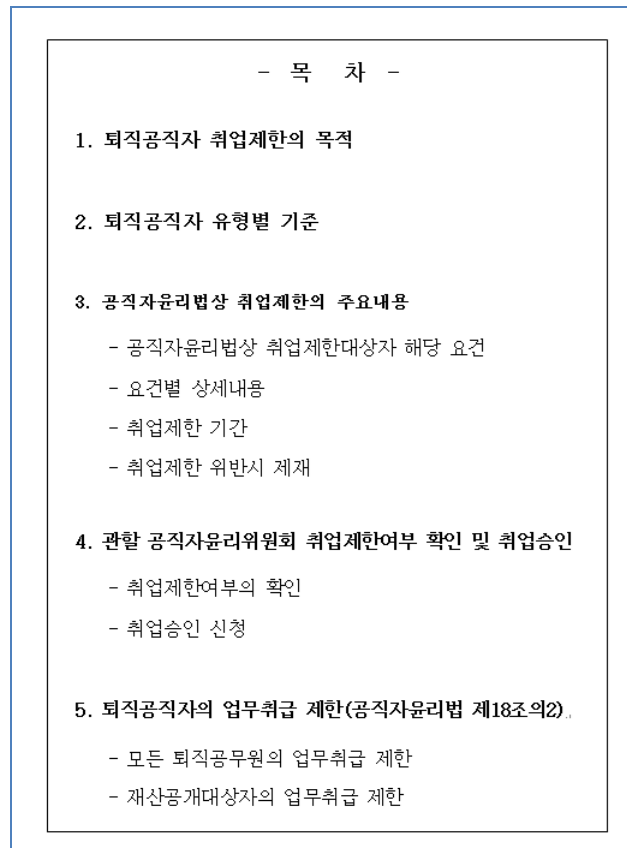 - 목 차 -
1. 퇴직공직자 취업제한의 목적
2. 퇴직공직자 유형별 기준
3. 공직자윤리법상 취업제한의 주요내용
- 공직자윤리법상 취업제한대상자 해당 요건
- 요건별 상세내용
- 취업제한 기간
- 취업제한 위반시 제재
4. 관할 공직자윤리위원회 취업제한여부 확인 및 취업승인
- 취업제한여부의 확인
- 취업승인 신청
5. 퇴직공직자의 업무취급 제한(공직자윤리법 제18조의2)
- 모든 퇴직공무원의 업무취급 제한
- 재산공개대상자의 업무취급 제한